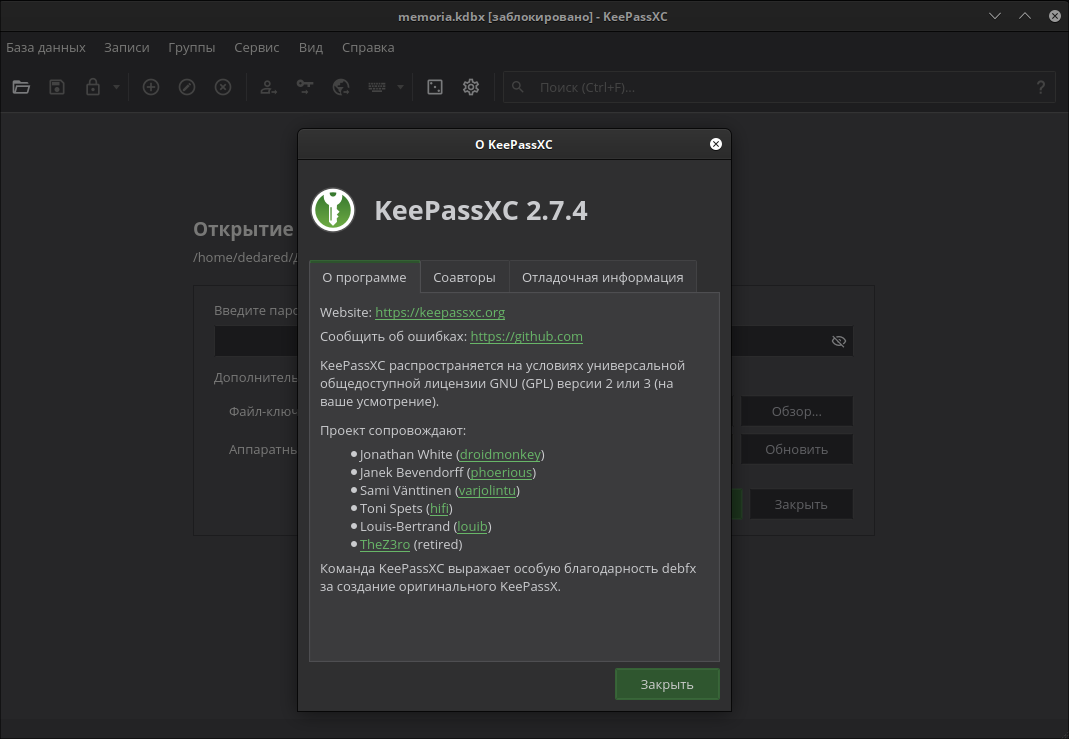 memoria.kdbx [заблокировано] - KeePassXC
База данных Записи Группы Сервис Вид Справка
Поиск (Ctrl+F)... ?
О KeePassXC
KeePassXC 2.7.4
Открытие
/home/dedared/
О программе Соавторы Отладочная информация
Website: https://keepassxc.org
Введите
Сообщить об ошибках: https://github.com
KeePassXC распространяется на условиях универсальной
общедоступной лицензии GNU (GPL) версии 2 или 3 (на
ваше усмотрение).
Файл-ключ
Обзор...
Проект сопровождают:
Обновить
Jonathan White (droidmonkey)
Janek Bevendorff (phoerious)
Sami Vänttinen (varjolintu)
Toni Spets (hifi)
Закрыть
Louis-Bertrand (louib)
TheZ3ro (retired)
Команда KeePassXC выражает особую благодарность debfx
за создание оригинального KeePassX.
Закрыть